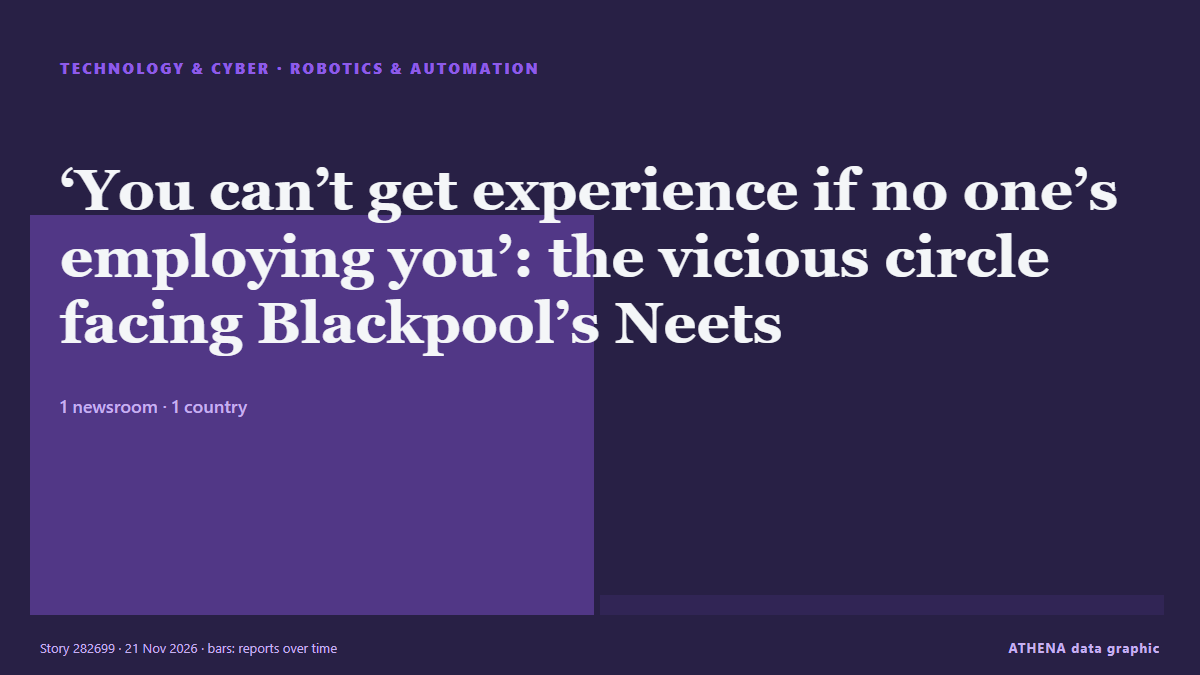 TECHNOLOGY & CYBER · ROBOTICS & AUTOMATION
‘You can’t get experience if no one’s
employing you’: the vicious circle
facing Blackpool’s Neets
1 newsroom · 1 country
Story 282699 · 21 Nov 2026 · bars: reports over time
ATHENA data graphic